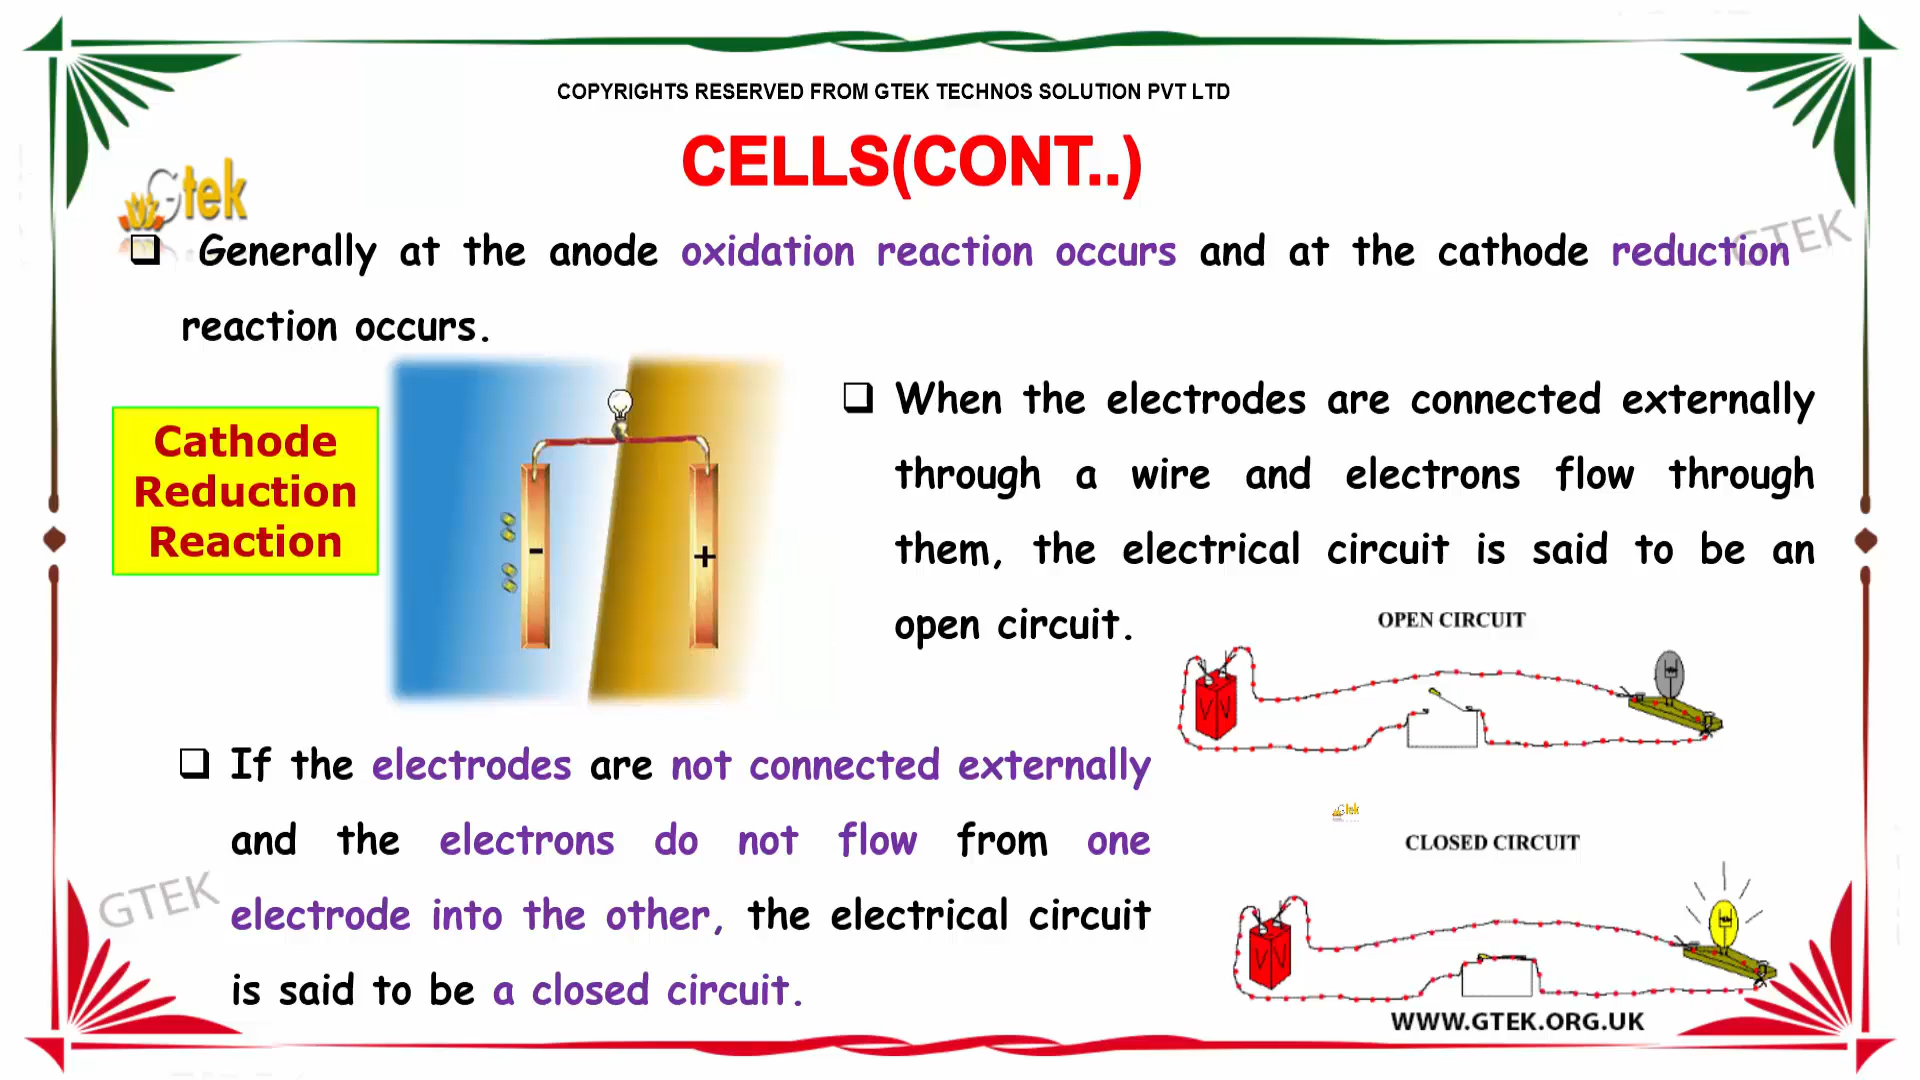 COPYRIGHTS RESERVED FROM GTEK TECHNOS SOLUTION PVT LTD
CELLS(CONT..)
Gtek
GTEK
Generally at the anode oxidation reaction occurs and at the cathode reduction
reaction occurs.
Cathode
Reduction
Reaction
- +
When the electrodes are connected externally
through a wire and electrons flow through
them, the electrical circuit is said to be an
open circuit.
OPEN CIRCUIT
If the electrodes are not connected externally
and the electrons do not flow from one
electrode into the other, the electrical circuit
is said to be a closed circuit.
Gtek
CLOSED CIRCUIT
GTEK
WWW.GTEK.ORG.UK